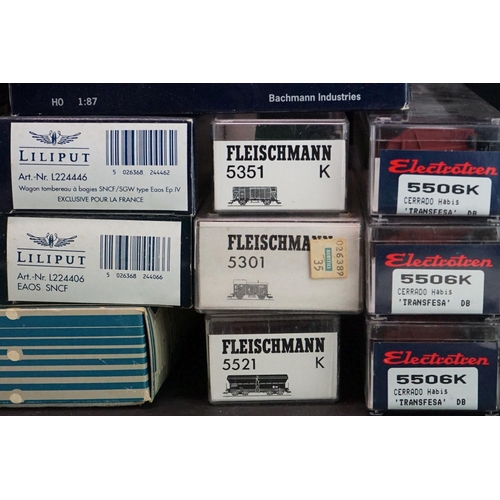 HO 1:87
Bachmann Industries
LILIPUT
Art.-Nr. L224446
5 026368 244462
Wagon tombereau à bogies SNCF/SGW type Eaos Ep.IV
EXCLUSIVE POUR LA FRANCE
LILIPUT
Art.-Nr. L224406
5 026368 244066
EAOS SNCF
FLEISCHMANN
5351 K
FLEISCHMANN
5301
026389
35
FLEISCHMANN
5521 K
Electrotren
5506K
CERRADO Habis
'TRANSFESA' DB
Electrotren
5506K
CERRADO Habis
'TRANSFESA' DB
Electrotren
5506K
CERRADO Habis
'TRANSFESA' DB